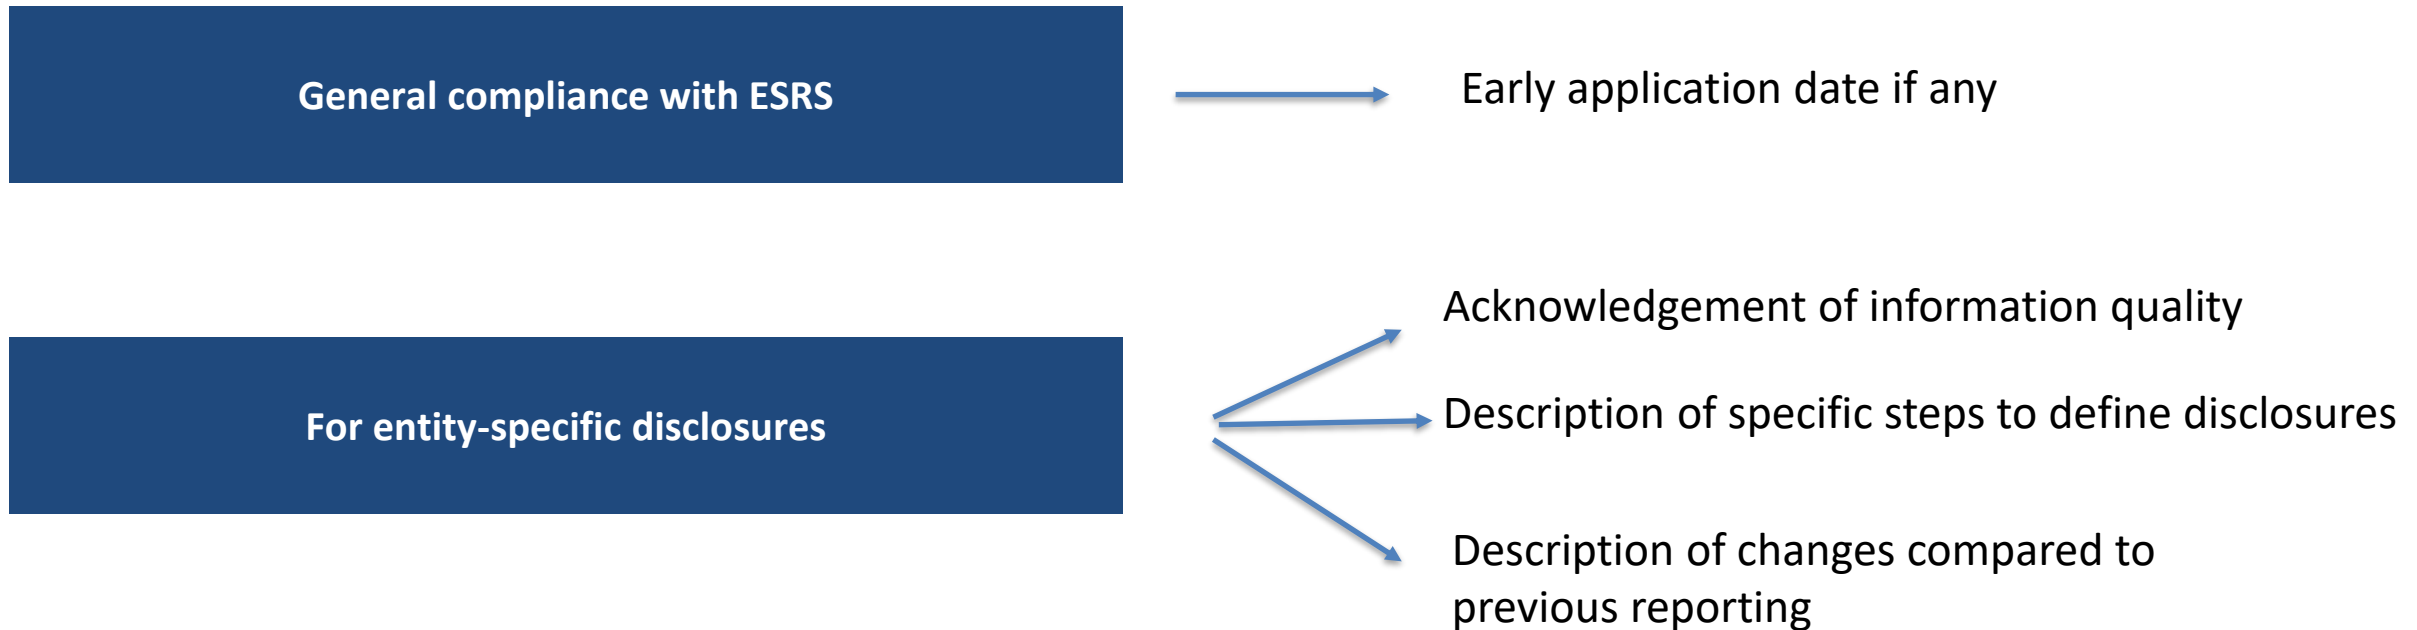 General compliance with ESRS
Early application date if any
For entity-specific disclosures
Acknowledgement of information quality
Description of specific steps to define disclosures
Description of changes compared to
previous reporting